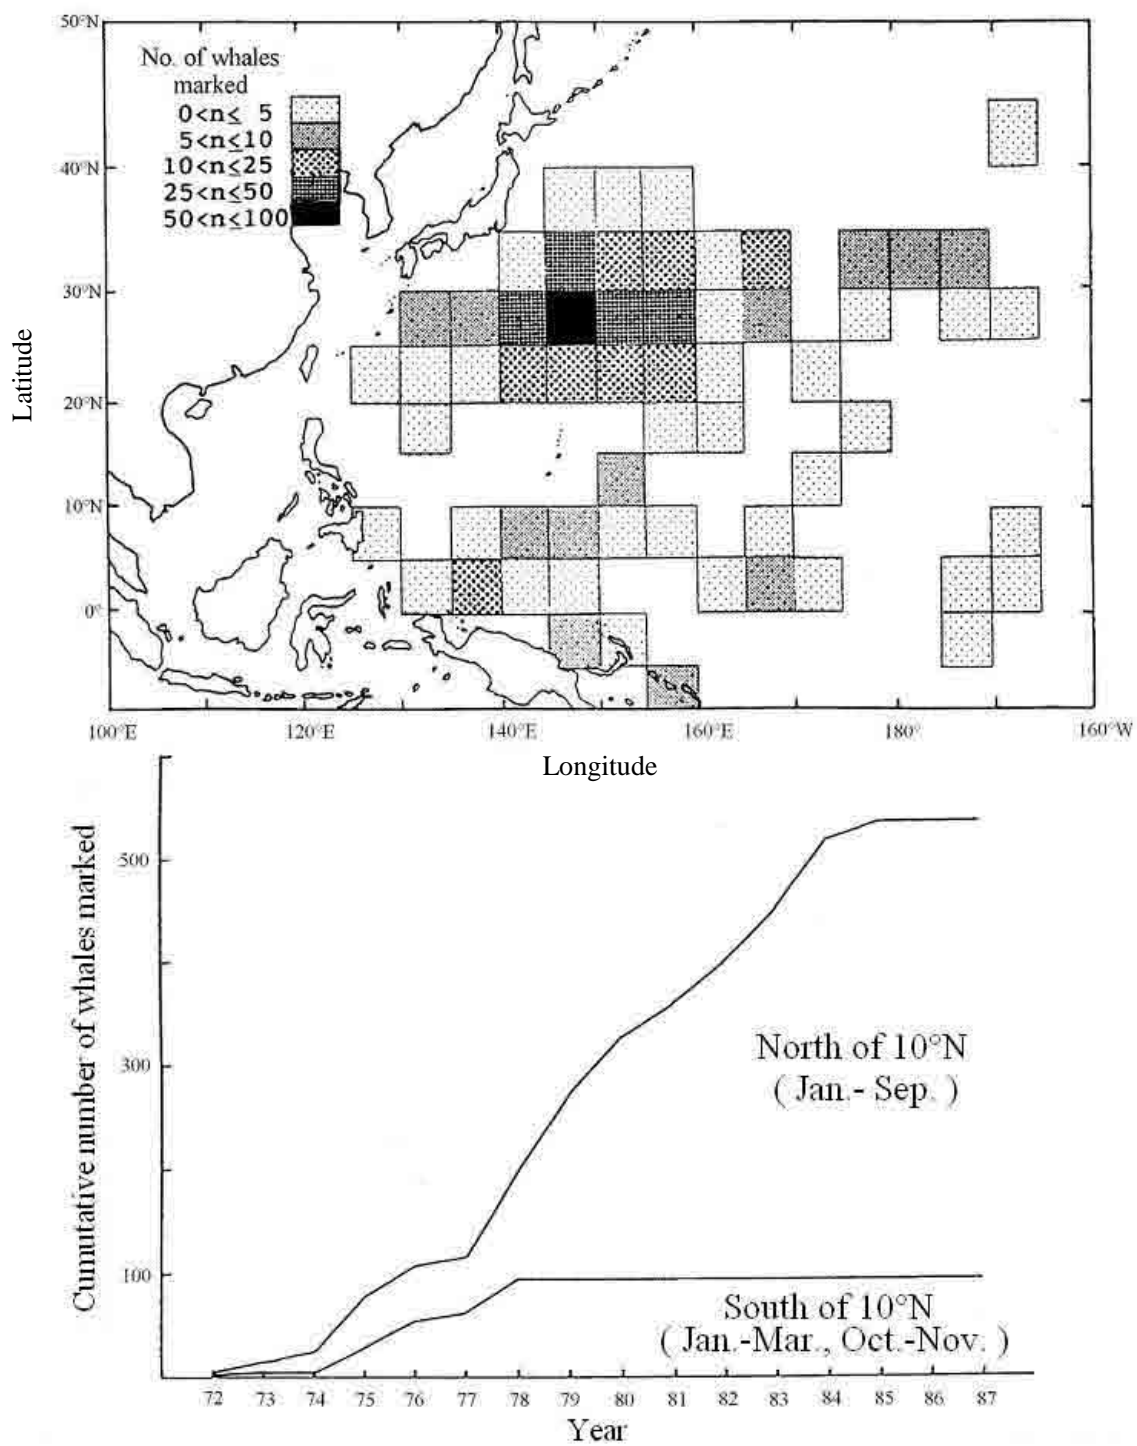 50°N
No. of whales
marked
0<n≤ 5
5<n≤10
10<n≤25
25<n≤50
50<n≤100
40°N
30°N
20°N
10°N
0°
Latitude
100°E 120°E 140°E 160°E 180° 160°W
Longitude
Cumutative number of whales marked
500
300
100
North of 10°N
( Jan.- Sep. )
South of 10°N
( Jan.-Mar., Oct.-Nov. )
72 73 74 75 76 77 78 79 80 81 82 83 84 85 86 87
Year